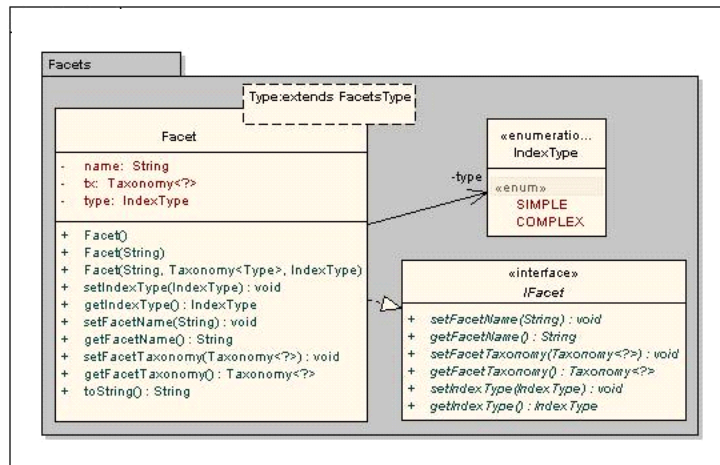 Facets
Type:extends FacetsType
Facet
- name: String
- tx: Taxonomy<?>
- type: IndexType
+ Facet()
+ Facet(String)
+ Facet(String, Taxonomy<Type>, IndexType)
+ setIndexType(IndexType) : void
+ getIndexType() : IndexType
+ setFacetName(String) : void
+ getFacetName() : String
+ setFacetTaxonomy(Taxonomy<?>) : void
+ getFacetTaxonomy() : Taxonomy<?>
+ toString() : String
-type
«enumeratio...
IndexType
«enum»
SIMPLE
COMPLEX
«interface»
IFacet
+ setFacetName(String) : void
+ getFacetName() : String
+ setFacetTaxonomy(Taxonomy<?>) : void
+ getFacetTaxonomy() : Taxonomy<?>
+ setIndexType(IndexType) : void
+ getIndexType() : IndexType